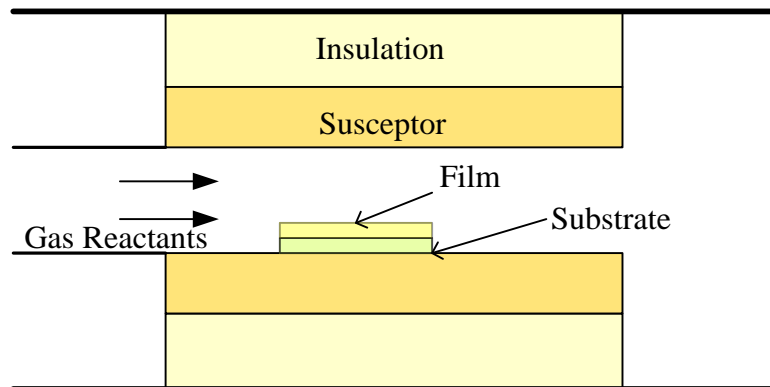 Insulation
Susceptor
Film
Substrate
Gas Reactants